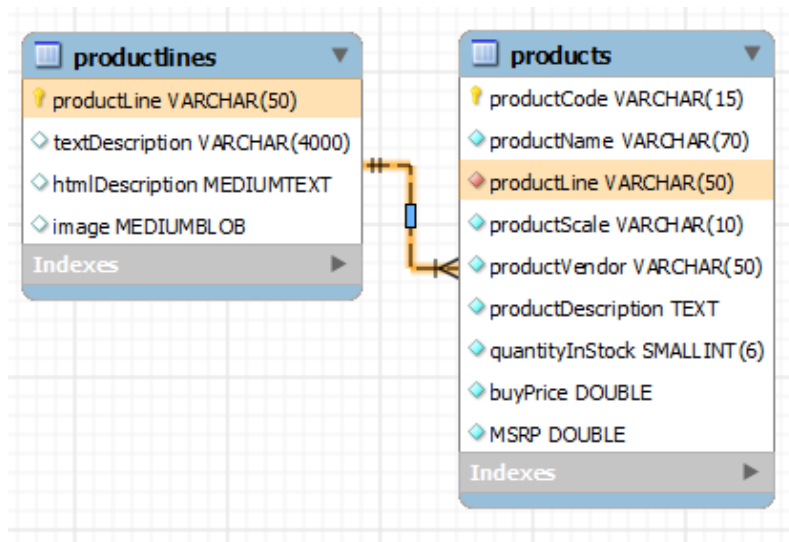 productlines
productLine VARCHAR(50)
textDescription VARCHAR(4000)
htmlDescription MEDIUMTEXT
image MEDIUMBLOB
Indexes
products
productCode VARCHAR(15)
productName VARCHAR(70)
productLine VARCHAR(50)
productScale VARCHAR(10)
productVendor VARCHAR(50)
productDescription TEXT
quantityInStock SMALLINT(6)
buyPrice DOUBLE
MSRP DOUBLE
Indexes